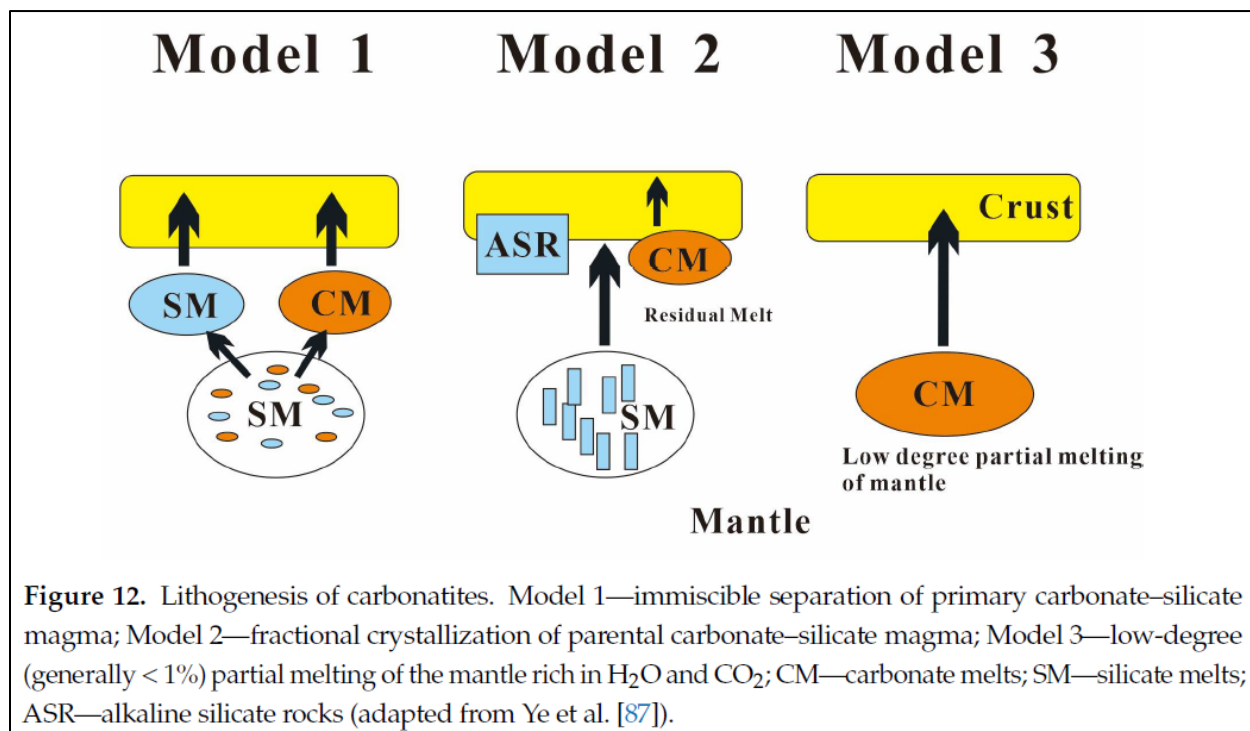 Model 1
Model 2
Model 3
Crust
ASR
CM
SM
CM
Residual Melt
SM
SM
CM
Low degree partial melting
of mantle
Mantle
Figure 12. Lithogenesis of carbonatites. Model 1—immiscible separation of primary carbonate–silicate
magma; Model 2—fractional crystallization of parental carbonate–silicate magma; Model 3—low-degree
(generally < 1%) partial melting of the mantle rich in H₂O and CO₂; CM—carbonate melts; SM—silicate melts;
ASR—alkaline silicate rocks (adapted from Ye et al. [87]).